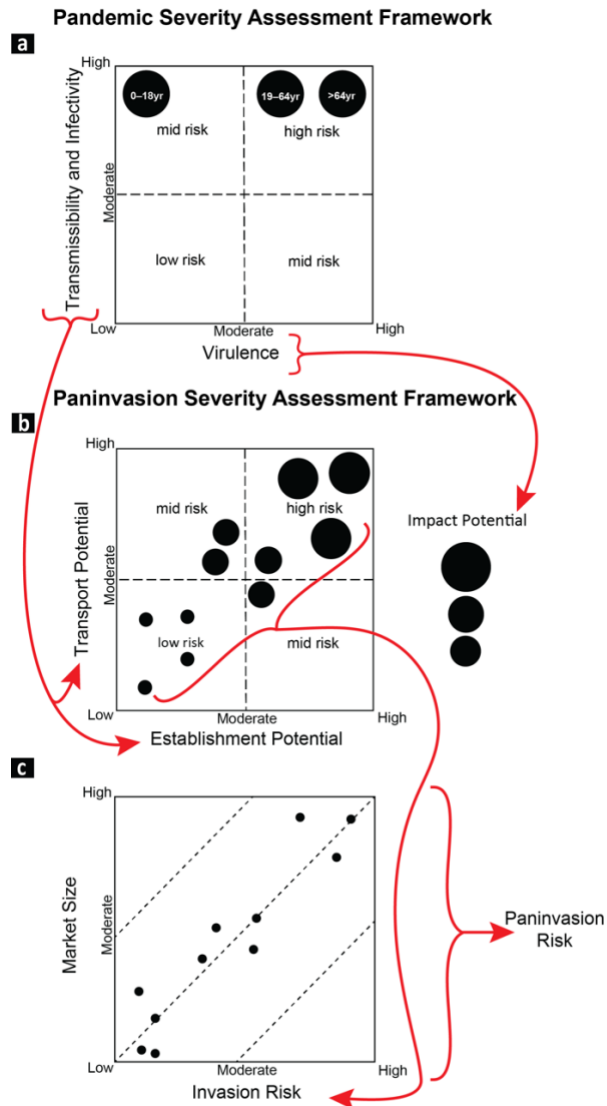 Pandemic Severity Assessment Framework
a
High
0–18yr
19–64yr
>64yr
mid risk
high risk
Transmissibility and Infectivity
Moderate
low risk
mid risk
Low
Moderate
High
Virulence
Paninvasion Severity Assessment Framework
b
High
mid risk
high risk
Impact Potential
Transport Potential
Moderate
low risk
mid risk
Low
Moderate
High
Establishment Potential
c
High
Market Size
Moderate
Paninvasion
Risk
Low
Moderate
High
Invasion Risk